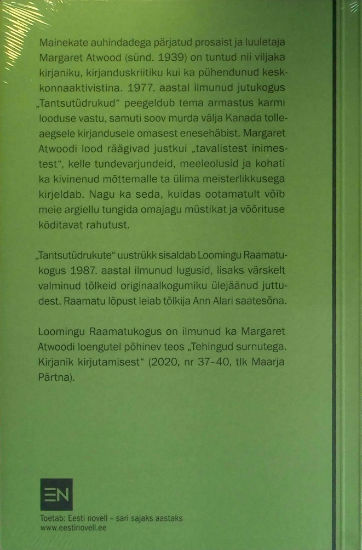 Mainekate auhindadega pärjatud prosaist ja luuletaja
Margaret Atwood (sünd. 1939) on tuntud nii viljaka
kirjaniku, kirjanduskriitiku kui ka pühendunud kesk-
konnaaktivistina. 1977. aastal ilmunud jutukogus
„Tantsutüdrukud“ peegeldub tema armastus karmi
looduse vastu, samuti soov murda välja Kanada tolle-
aegsele kirjandusele omasest enesehäbist. Margaret
Atwoodi lood räägivad justkui „tavalistest inimes-
test“, kelle tundevarjundeid, meeleolusid ja kohati
ka kivinenud mõttemalle ta ülima meisterlikkusega
kirjeldab. Nagu ka seda, kuidas ootamatult võib
meie argiellu tungida omajagu müstikat ja võõrituse
kõditavat rahutust.
„Tantsutüdrukute“ uustrükk sisaldab Loomingu Raamatu-
kogus 1987. aastal ilmunud lugusid, lisaks värskelt
valminud tõlkeid originaalkogumiku ülejäänud juttu-
dest. Raamatu lõpust leiab tõlkija Ann Alari saatesõna.
Loomingu Raamatukogus on ilmunud ka Margaret
Atwoodi loengutel põhinev teos „Tehingud surnutega.
Kirjanik kirjutamisest“ (2020, nr 37–40, tlk Maarja
Pärtna).
EN
Toetab: Eesti novell – sari sajaks aastaks
www.eestinovell.ee